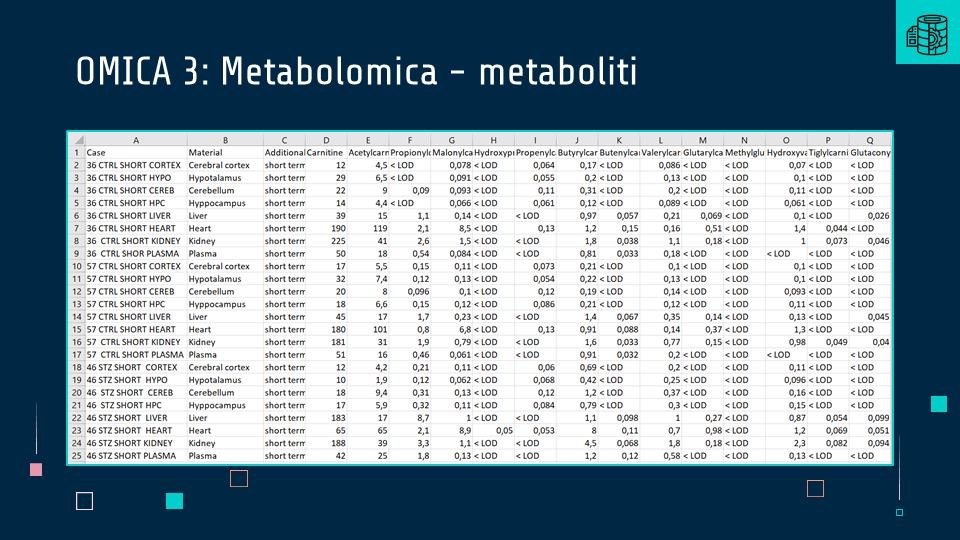 OMICA 3: Metabolomica - metaboliti
A B C D E F G H I J K L M N O P Q
1 Case Material Additional Carnitine Acetylcarn Propionylc Malonylca Hydroxypr Propenylc Butyrylcar Butenylcar Valerylcar Glutarylca Methylglu Hydroxyva Tiglylcarni Glutacony
2 36 CTRL SHORT CORTEX Cerebral cortex short term 12 4,5 < LOD 0,078 < LOD 0,064 0,17 < LOD 0,086 < LOD < LOD 0,07 < LOD < LOD
3 36 CTRL SHORT HYPO Hypotalamus short term 29 6,5 < LOD 0,091 < LOD 0,055 0,2 < LOD 0,13 < LOD < LOD 0,1 < LOD < LOD
4 36 CTRL SHORT CEREB Cerebellum short term 22 9 0,09 0,093 < LOD 0,11 0,31 < LOD 0,2 < LOD < LOD 0,11 < LOD < LOD
5 36 CTRL SHORT HPC Hyppocampus short term 14 4,4 < LOD 0,066 < LOD 0,061 0,12 < LOD 0,089 < LOD < LOD 0,061 < LOD < LOD
6 36 CTRL SHORT LIVER Liver short term 39 15 1,1 0,14 < LOD < LOD 0,97 0,057 0,21 0,069 < LOD 0,1 < LOD 0,026
7 36 CTRL SHORT HEART Heart short term 190 119 2,1 8,5 < LOD 0,13 1,2 0,15 0,16 0,51 < LOD 1,4 0,044 < LOD
8 36 CTRL SHORT KIDNEY Kidney short term 225 41 2,6 1,5 < LOD < LOD 1,8 0,038 1,1 0,18 < LOD 1 0,073 0,046
9 36 CTRL SHOR PLASMA Plasma short term 50 18 0,54 0,084 < LOD < LOD 0,81 0,033 0,18 < LOD < LOD < LOD < LOD < LOD
10 57 CTRL SHORT CORTEX Cerebral cortex short term 17 5,5 0,15 0,11 < LOD 0,073 0,21 < LOD 0,1 < LOD < LOD 0,1 < LOD < LOD
11 57 CTRL SHORT HYPO Hypotalamus short term 32 7,4 0,12 0,13 < LOD 0,054 0,22 < LOD 0,13 < LOD < LOD 0,1 < LOD < LOD
12 57 CTRL SHORT CEREB Cerebellum short term 20 8 0,096 0,1 < LOD 0,12 0,19 < LOD 0,14 < LOD < LOD 0,093 < LOD < LOD
13 57 CTRL SHORT HPC Hyppocampus short term 18 6,6 0,15 0,12 < LOD 0,086 0,21 < LOD 0,12 < LOD < LOD 0,11 < LOD < LOD
14 57 CTRL SHORT LIVER Liver short term 45 17 1,7 0,23 < LOD < LOD 1,4 0,067 0,35 0,14 < LOD 0,13 < LOD 0,045
15 57 CTRL SHORT HEART Heart short term 180 101 0,8 6,8 < LOD 0,13 0,91 0,088 0,14 0,37 < LOD 1,3 < LOD < LOD
16 57 CTRL SHORT KIDNEY Kidney short term 181 31 1,9 0,79 < LOD < LOD 1,6 0,033 0,77 0,15 < LOD 0,98 0,049 0,04
17 57 CTRL SHORT PLASMA Plasma short term 51 16 0,46 0,061 < LOD < LOD 0,91 0,032 0,2 < LOD < LOD < LOD < LOD < LOD
18 46 STZ SHORT CORTEX Cerebral cortex short term 12 4,2 0,21 0,11 < LOD 0,06 0,69 < LOD 0,2 < LOD < LOD 0,11 < LOD < LOD
19 46 STZ SHORT HYPO Hypotalamus short term 10 1,9 0,12 0,062 < LOD 0,068 0,42 < LOD 0,25 < LOD < LOD 0,096 < LOD < LOD
20 46 STZ SHORT CEREB Cerebellum short term 18 9,4 0,31 0,13 < LOD 0,12 1,2 < LOD 0,37 < LOD < LOD 0,16 < LOD < LOD
21 46 STZ SHORT HPC Hyppocampus short term 17 5,9 0,32 0,11 < LOD 0,084 0,79 < LOD 0,3 < LOD < LOD 0,15 < LOD < LOD
22 46 STZ SHORT LIVER Liver short term 183 17 8,7 1 < LOD < LOD 1,1 0,098 1 0,27 < LOD 0,87 0,054 0,099
23 46 STZ SHORT HEART Heart short term 65 65 2,1 8,9 0,05 0,053 8 0,11 0,7 0,98 < LOD 1,2 0,069 0,051
24 46 STZ SHORT KIDNEY Kidney short term 188 39 3,3 1,1 < LOD < LOD 4,5 0,068 1,8 0,18 < LOD 2,3 0,082 0,094
25 46 STZ SHORT PLASMA Plasma short term 42 25 1,8 0,13 < LOD < LOD 1,2 0,12 0,58 < LOD < LOD 0,13 < LOD < LOD